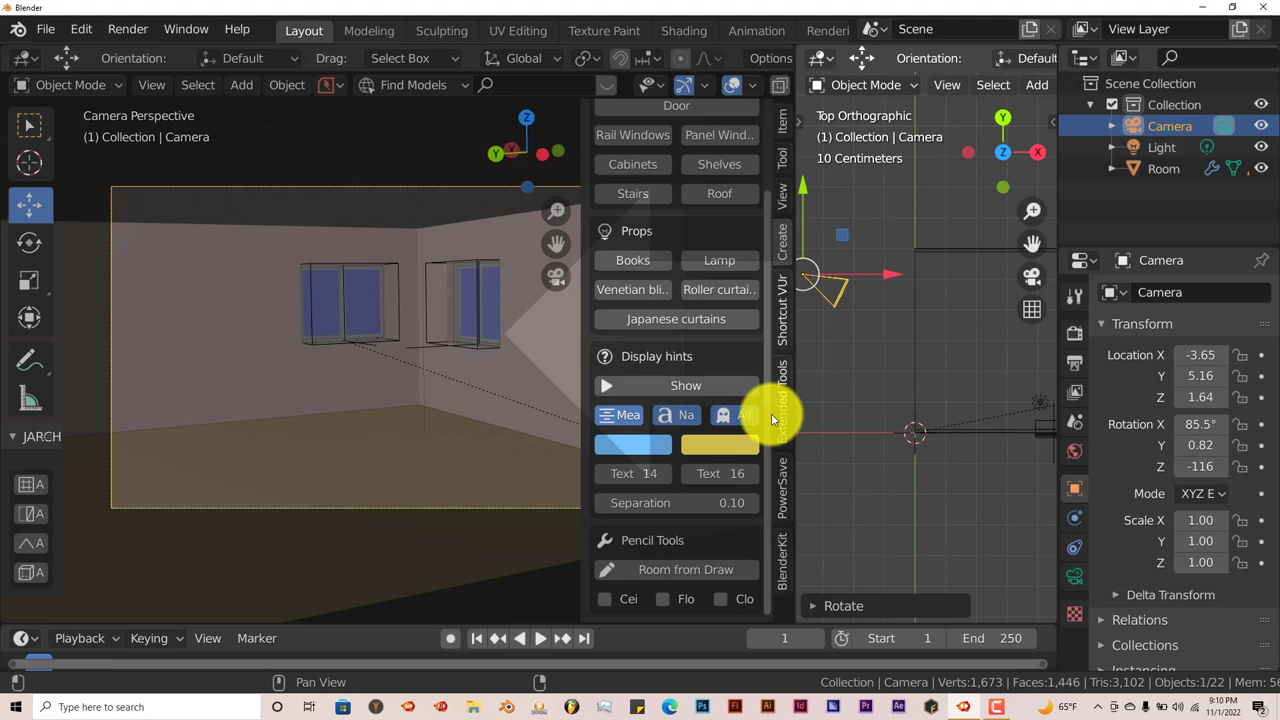 Blender
File Edit Render Window Help Layout Modeling Sculpting UV Editing Texture Paint Shading Animation Renderi Scene View Layer
Orientation: Default Drag: Select Box Global Options Orientation: Default
Object Mode View Select Add Object Find Models Object Mode View Select Add
Scene Collection
Collection
Camera
Light
Room
Camera Perspective
(1) Collection | Camera
Z
Y
Door
Rail Windows Panel Wind..
Cabinets Shelves
Stairs Roof
Props
Books Lamp
Venetian bli.. Roller curtai..
Japanese curtains
Display hints
Show
Mea Na All
Text 14 Text 16
Separation 0.10
Pencil Tools
Room from Draw
Cei Flo Clo
Item
Tool
View
Create
Shortcut VUr
Extended Tools
PowerSave
BlenderKit
JARCH
A
A
A
A
Top Orthographic
(1) Collection | Camera
10 Centimeters
Y
Z X
Rotate
Camera
Camera
Transform
Location X -3.65
Y 5.16
Z 1.64
Rotation X 85.5°
Y 0.82
Z -116
Mode XYZ E
Scale X 1.00
Y 1.00
Z 1.00
Delta Transform
Relations
Collections
Instancing
Playback Keying View Marker 1 Start 1 End 250
Pan View Collection | Camera | Verts:1,673 | Faces:1,446 | Tris:3,102 | Objects:1/22 | Mem: 56
Type here to search 65°F 9:10 PM
11/1/2022